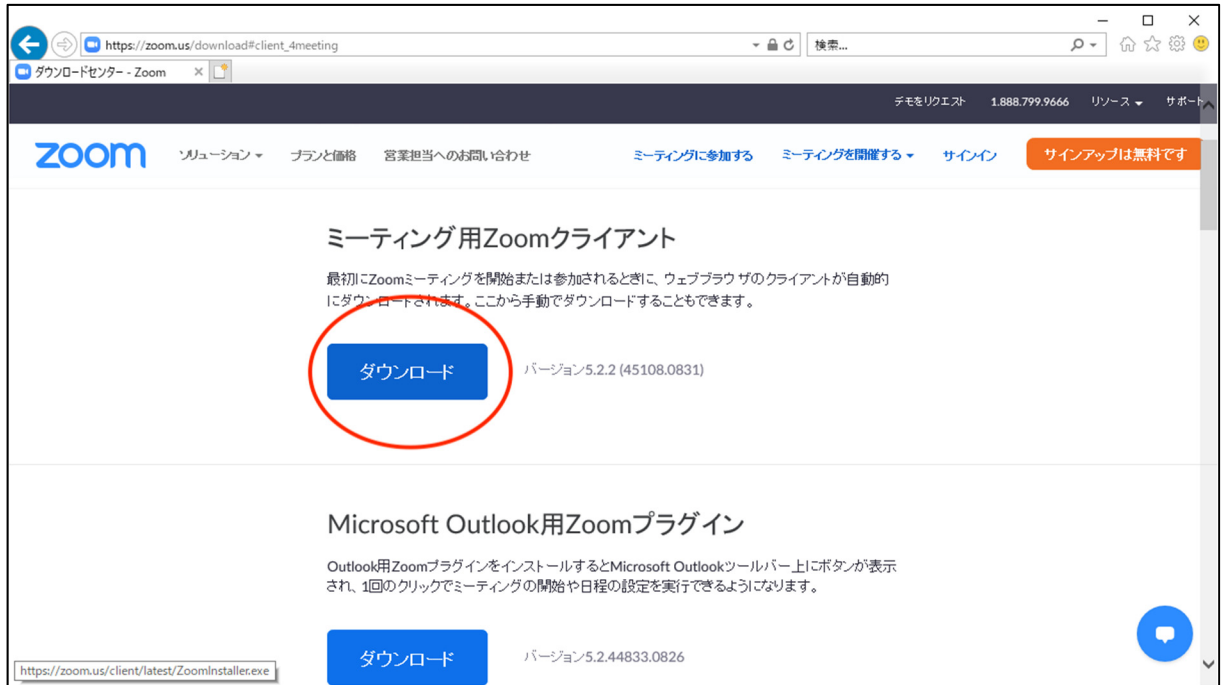 https://zoom.us/download#client_4meeting
検索...
ダウンロードセンター - Zoom
デモをリクエスト 1.888.799.9666 リソース サポート
zoom ソリューション プランと価格 営業担当へのお問い合わせ ミーティングに参加する ミーティングを開催する サインイン サインアップは無料です
ミーティング用Zoomクライアント
最初にZoomミーティングを開始または参加されるときに、ウェブブラウザのクライアントが自動的
にダウンロードされます。ここから手動でダウンロードすることもできます。
ダウンロード バージョン5.2.2 (45108.0831)
Microsoft Outlook用Zoomプラグイン
Outlook用ZoomプラグインをインストールするとMicrosoft Outlookツールバー上にボタンが表示
され、1回のクリックでミーティングの開始や日程の設定を実行できるようになります。
ダウンロード バージョン5.2.44833.0826
https://zoom.us/client/latest/ZoomInstaller.exe